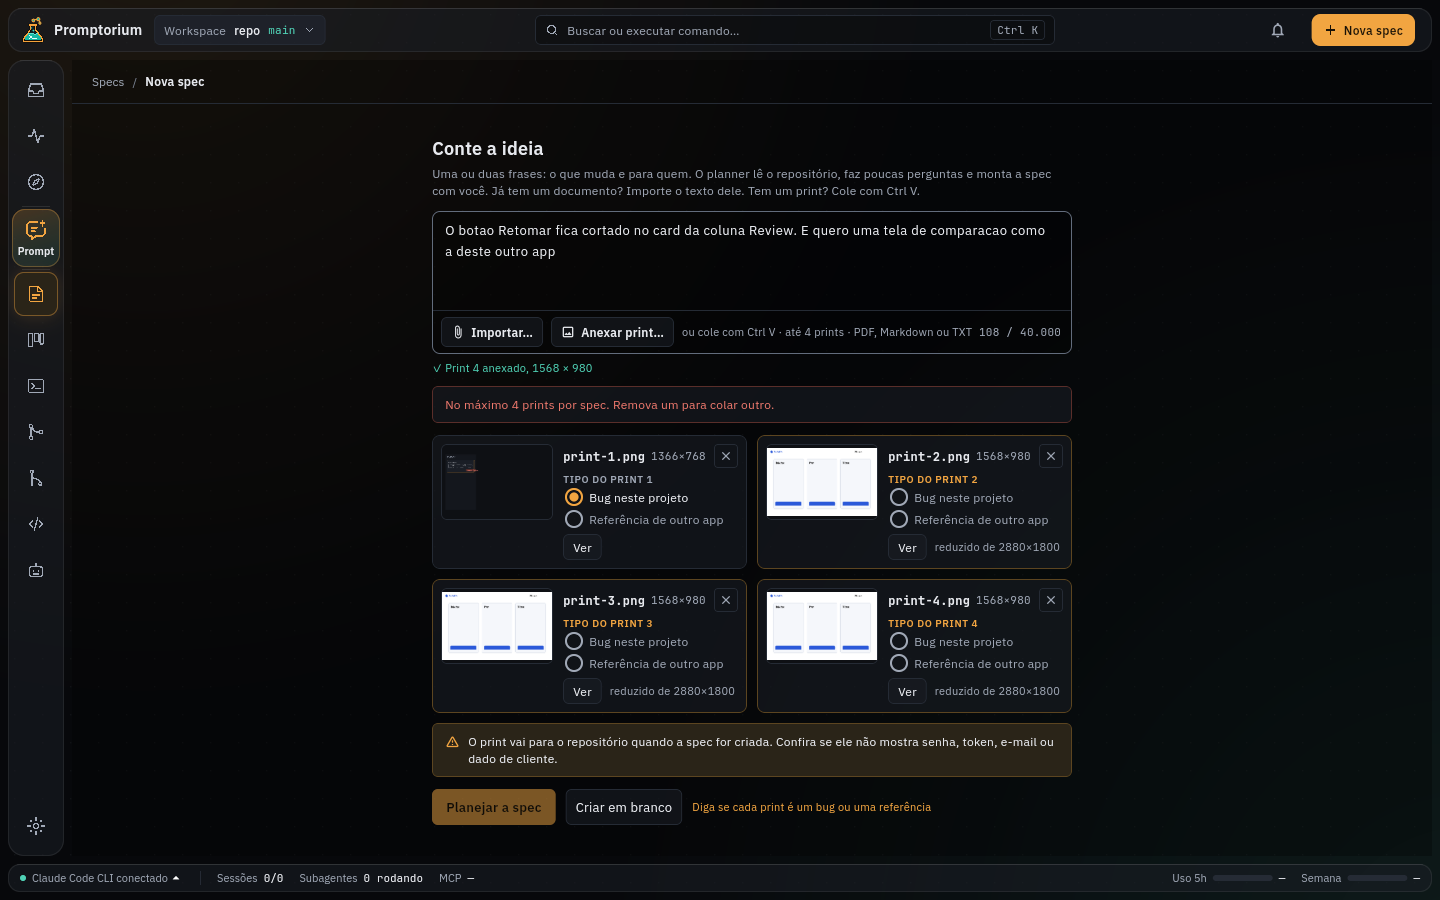 Promptorium
Workspace repo main
Buscar ou executar comando...
Ctrl K
Nova spec
Specs / Nova spec
Prompt
Conte a ideia
Uma ou duas frases: o que muda e para quem. O planner lê o repositório, faz poucas perguntas e monta a spec
com você. Já tem um documento? Importe o texto dele. Tem um print? Cole com Ctrl V.
O botao Retomar fica cortado no card da coluna Review. E quero uma tela de comparacao como
a deste outro app
Importar...
Anexar print...
ou cole com Ctrl V · até 4 prints · PDF, Markdown ou TXT
108 / 40.000
✓ Print 4 anexado, 1568 × 980
No máximo 4 prints por spec. Remova um para colar outro.
print-1.png 1366×768
TIPO DO PRINT 1
Bug neste projeto
Referência de outro app
Ver
print-2.png 1568×980
TIPO DO PRINT 2
Bug neste projeto
Referência de outro app
Ver reduzido de 2880×1800
print-3.png 1568×980
TIPO DO PRINT 3
Bug neste projeto
Referência de outro app
Ver reduzido de 2880×1800
print-4.png 1568×980
TIPO DO PRINT 4
Bug neste projeto
Referência de outro app
Ver reduzido de 2880×1800
O print vai para o repositório quando a spec for criada. Confira se ele não mostra senha, token, e-mail ou
dado de cliente.
Planejar a spec
Criar em branco
Diga se cada print é um bug ou uma referência
Claude Code CLI conectado
Sessões 0/0
Subagentes 0 rodando
MCP —
Uso 5h —
Semana —